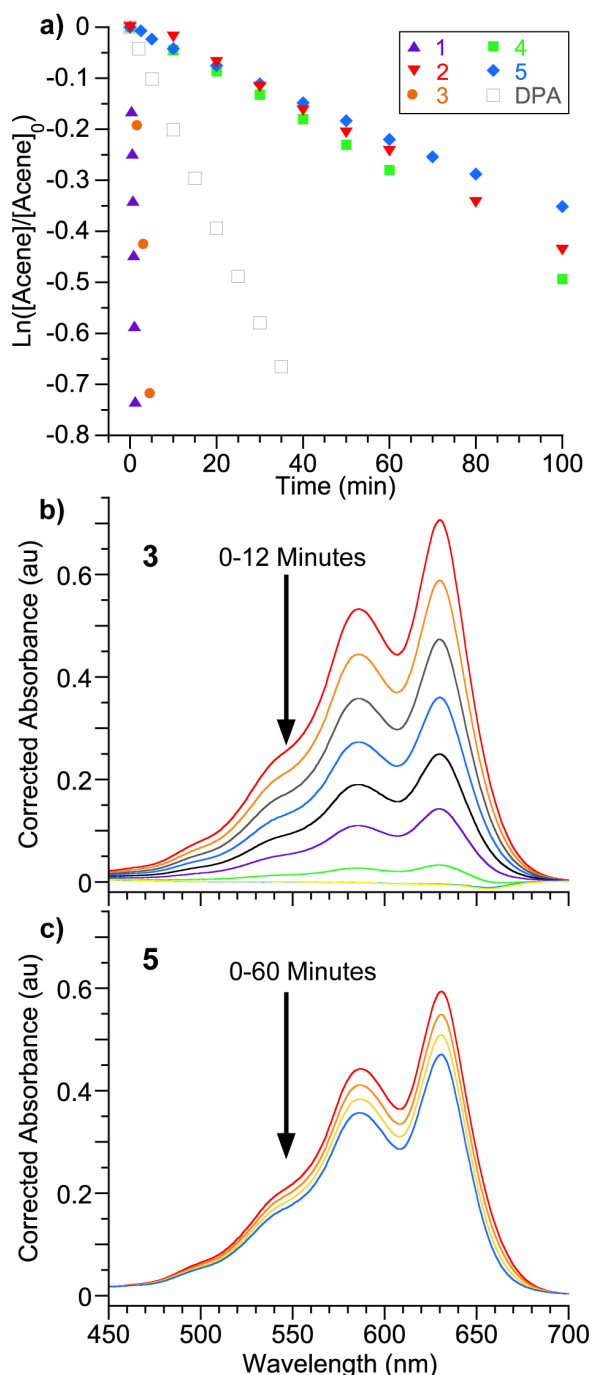 a)
Ln([Acene]/[Acene]0)
0
-0.1
-0.2
-0.3
-0.4
-0.5
-0.6
-0.7
-0.8
1
2
3
4
5
DPA
0 20 40 60 80 100
Time (min)
b)
3
0-12 Minutes
Corrected Absorbance (au)
0.6
0.4
0.2
0
c)
5
0-60 Minutes
Corrected Absorbance (au)
0.6
0.4
0.2
0
450 500 550 600 650 700
Wavelength (nm)